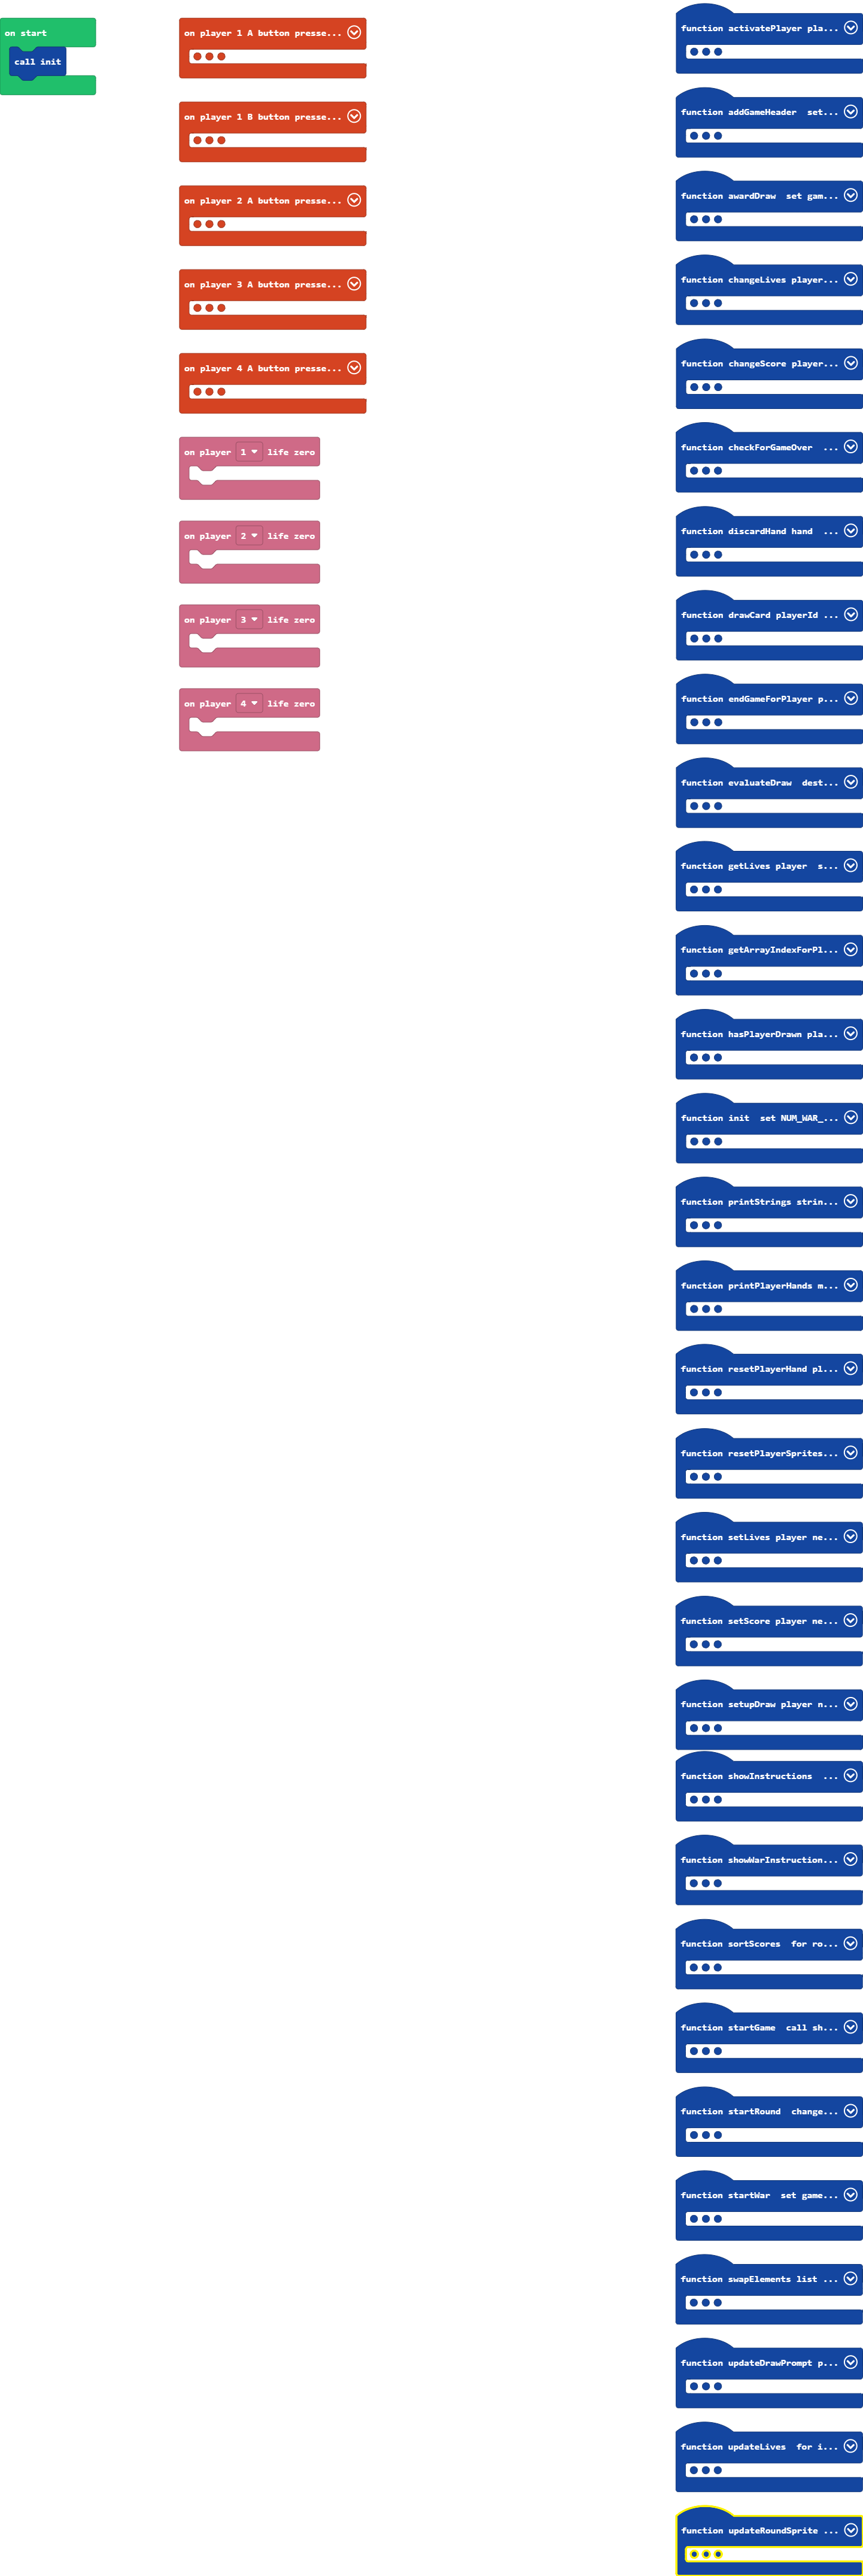 on start
call init
on player 1 A button presse...
on player 1 B button presse...
on player 2 A button presse...
on player 3 A button presse...
on player 4 A button presse...
on player 1 life zero
on player 2 life zero
on player 3 life zero
on player 4 life zero
function activatePlayer pla...
function addGameHeader set...
function awardDraw set gam...
function changeLives player...
function changeScore player...
function checkForGameOver ...
function discardHand hand ...
function drawCard playerId ...
function endGameForPlayer p...
function evaluateDraw dest...
function getLives player s...
function getArrayIndexForPl...
function hasPlayerDrawn pla...
function init set NUM_WAR_...
function printStrings strin...
function printPlayerHands m...
function resetPlayerHand pl...
function resetPlayerSprites...
function setLives player ne...
function setScore player ne...
function setupDraw player n...
function showInstructions ...
function showWarInstruction...
function sortScores for ro...
function startGame call sh...
function startRound change...
function startWar set game...
function swapElements list ...
function updateDrawPrompt p...
function updateLives for i...
function updateRoundSprite ...